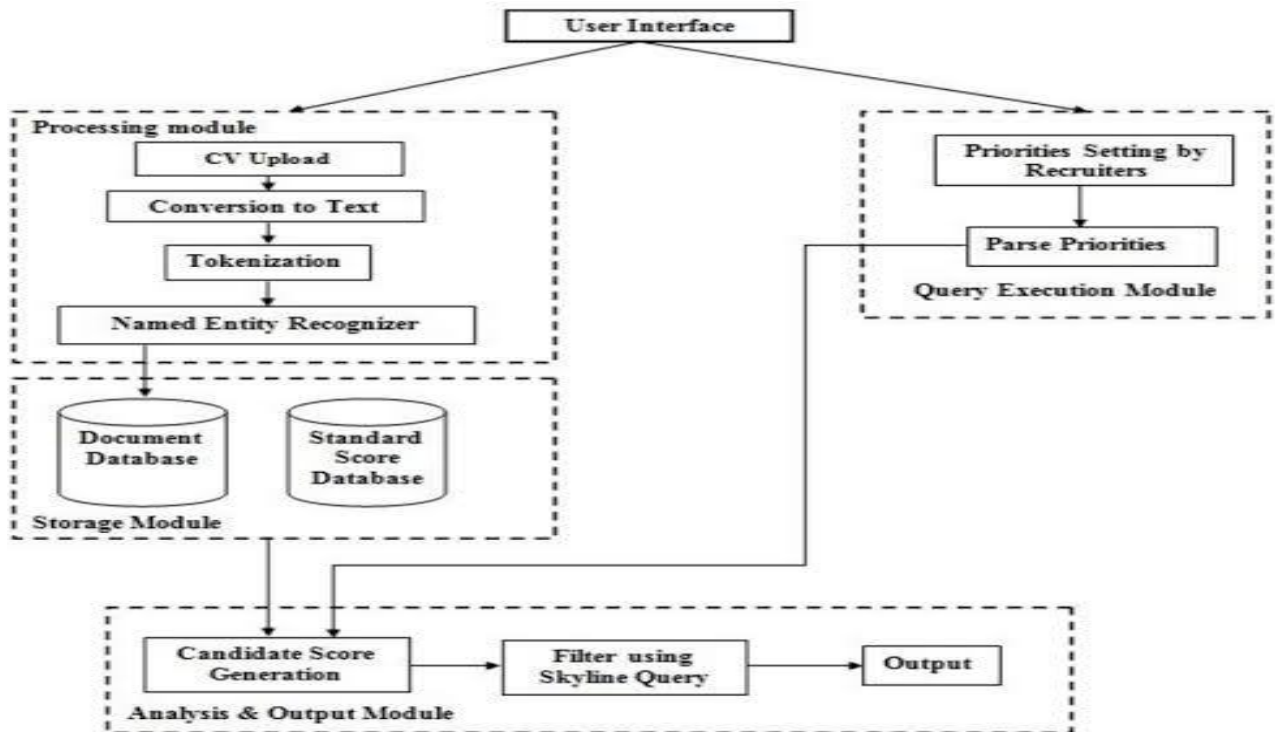 User Interface
Processing module
CV Upload
Conversion to Text
Tokenization
Named Entity Recognizer
Priorities Setting by
Recruiters
Parse Priorities
Query Execution Module
Document
Database
Standard
Score
Database
Storage Module
Candidate Score
Generation
Filter using
Skyline Query
Output
Analysis & Output Module